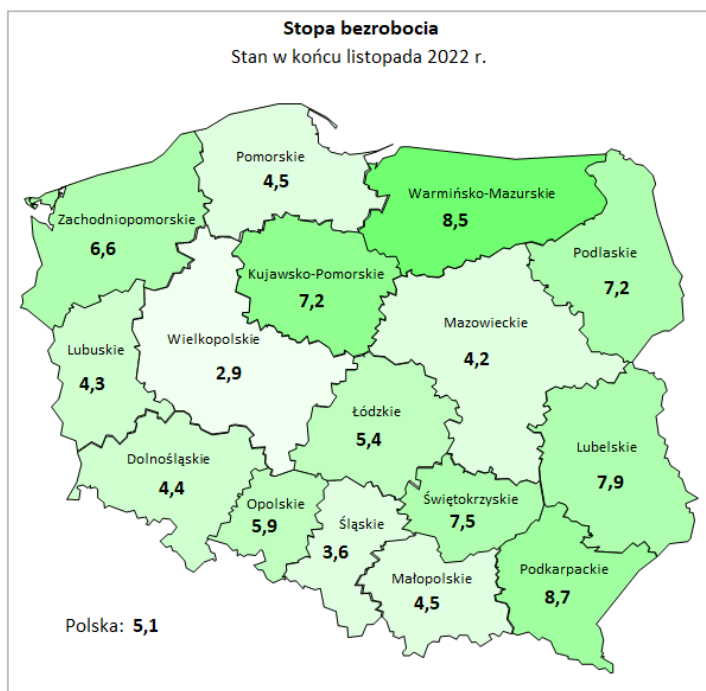 Stopa bezrobocia
Stan w końcu listopada 2022 r.
Pomorskie
4,5
Warmińsko-Mazurskie
8,5
Zachodniopomorskie
6,6
Podlaskie
7,2
Kujawsko-Pomorskie
7,2
Mazowieckie
4,2
Wielkopolskie
2,9
Lubuskie
4,3
Łódzkie
5,4
Lubelskie
7,9
Dolnośląskie
4,4
Opolskie
5,9
Śląskie
3,6
Świętokrzyskie
7,5
Małopolskie
4,5
Podkarpackie
8,7
Polska: 5,1